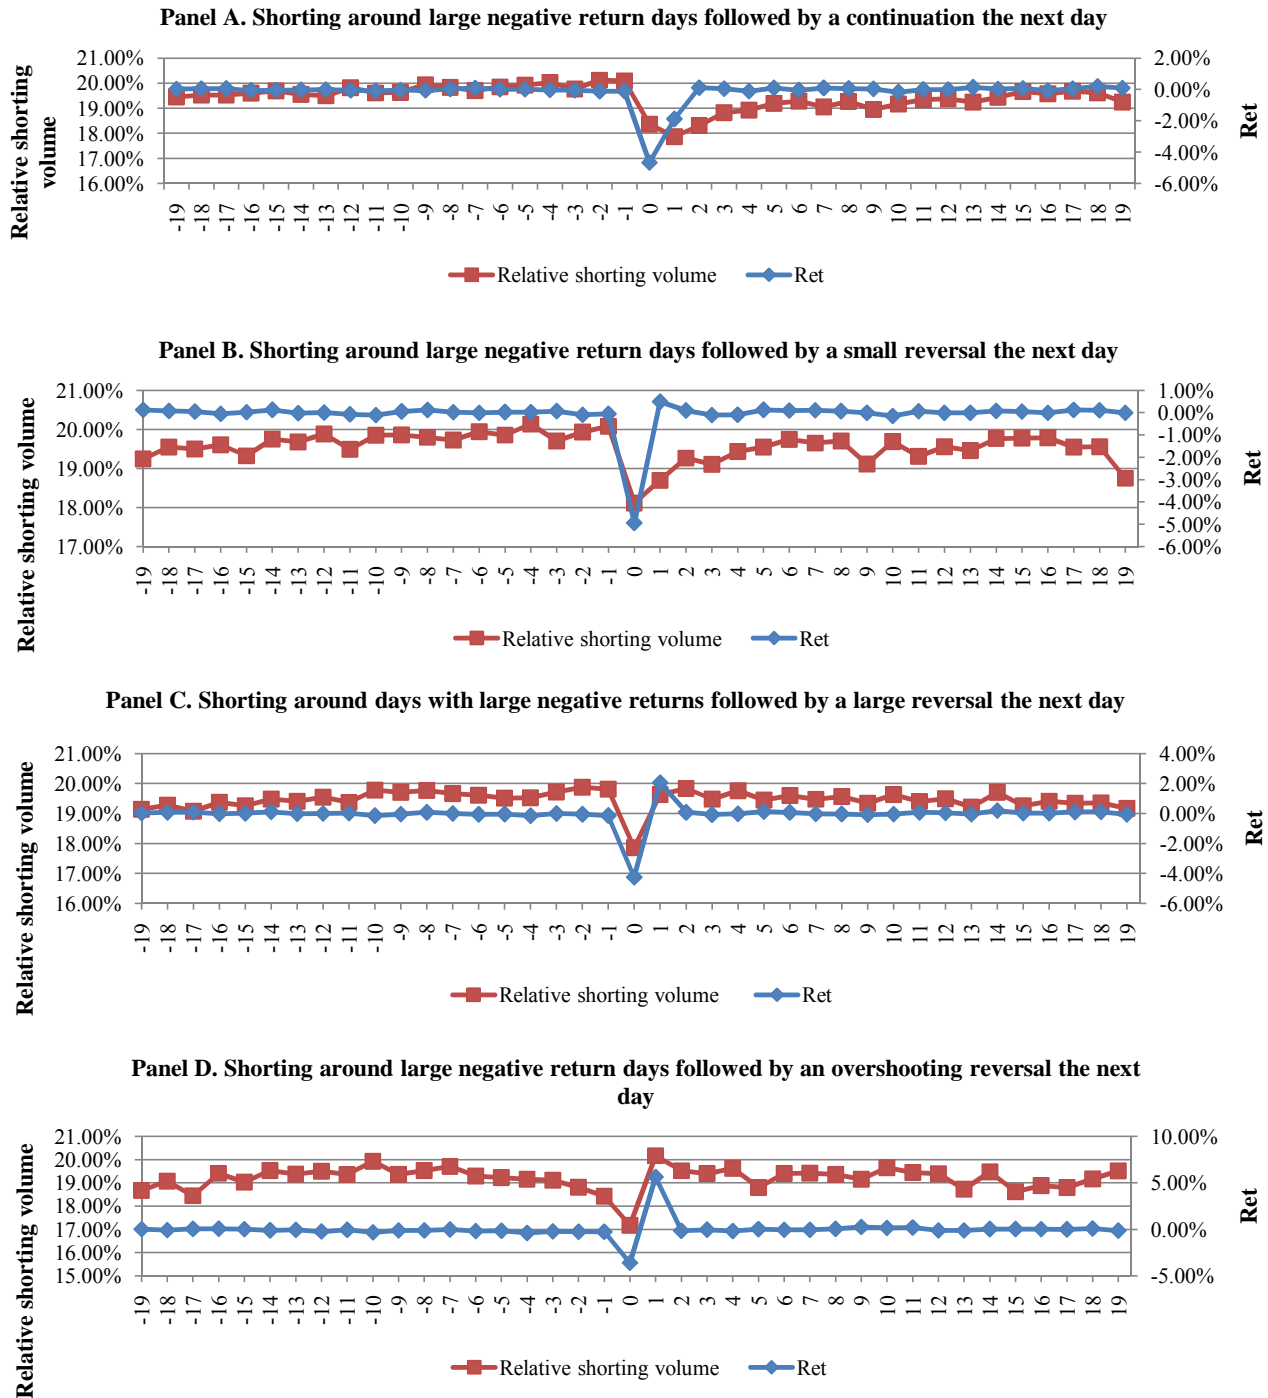 Panel A. Shorting around large negative return days followed by a continuation the next day
Relative shorting volume
21.00%
20.00%
19.00%
18.00%
17.00%
16.00%
2.00%
0.00%
-2.00%
-4.00%
-6.00%
Ret
-19 -18 -17 -16 -15 -14 -13 -12 -11 -10 -9 -8 -7 -6 -5 -4 -3 -2 -1 0 1 2 3 4 5 6 7 8 9 10 11 12 13 14 15 16 17 18 19
Relative shorting volume Ret
Panel B. Shorting around large negative return days followed by a small reversal the next day
Relative shorting volume
21.00%
20.00%
19.00%
18.00%
17.00%
1.00%
0.00%
-1.00%
-2.00%
-3.00%
-4.00%
-5.00%
-6.00%
Ret
-19 -18 -17 -16 -15 -14 -13 -12 -11 -10 -9 -8 -7 -6 -5 -4 -3 -2 -1 0 1 2 3 4 5 6 7 8 9 10 11 12 13 14 15 16 17 18 19
Relative shorting volume Ret
Panel C. Shorting around days with large negative returns followed by a large reversal the next day
Relative shorting volume
21.00%
20.00%
19.00%
18.00%
17.00%
16.00%
4.00%
2.00%
0.00%
-2.00%
-4.00%
-6.00%
Ret
-19 -18 -17 -16 -15 -14 -13 -12 -11 -10 -9 -8 -7 -6 -5 -4 -3 -2 -1 0 1 2 3 4 5 6 7 8 9 10 11 12 13 14 15 16 17 18 19
Relative shorting volume Ret
Panel D. Shorting around large negative return days followed by an overshooting reversal the next
day
Relative shorting volume
21.00%
20.00%
19.00%
18.00%
17.00%
16.00%
15.00%
10.00%
5.00%
0.00%
-5.00%
Ret
-19 -18 -17 -16 -15 -14 -13 -12 -11 -10 -9 -8 -7 -6 -5 -4 -3 -2 -1 0 1 2 3 4 5 6 7 8 9 10 11 12 13 14 15 16 17 18 19
Relative shorting volume Ret